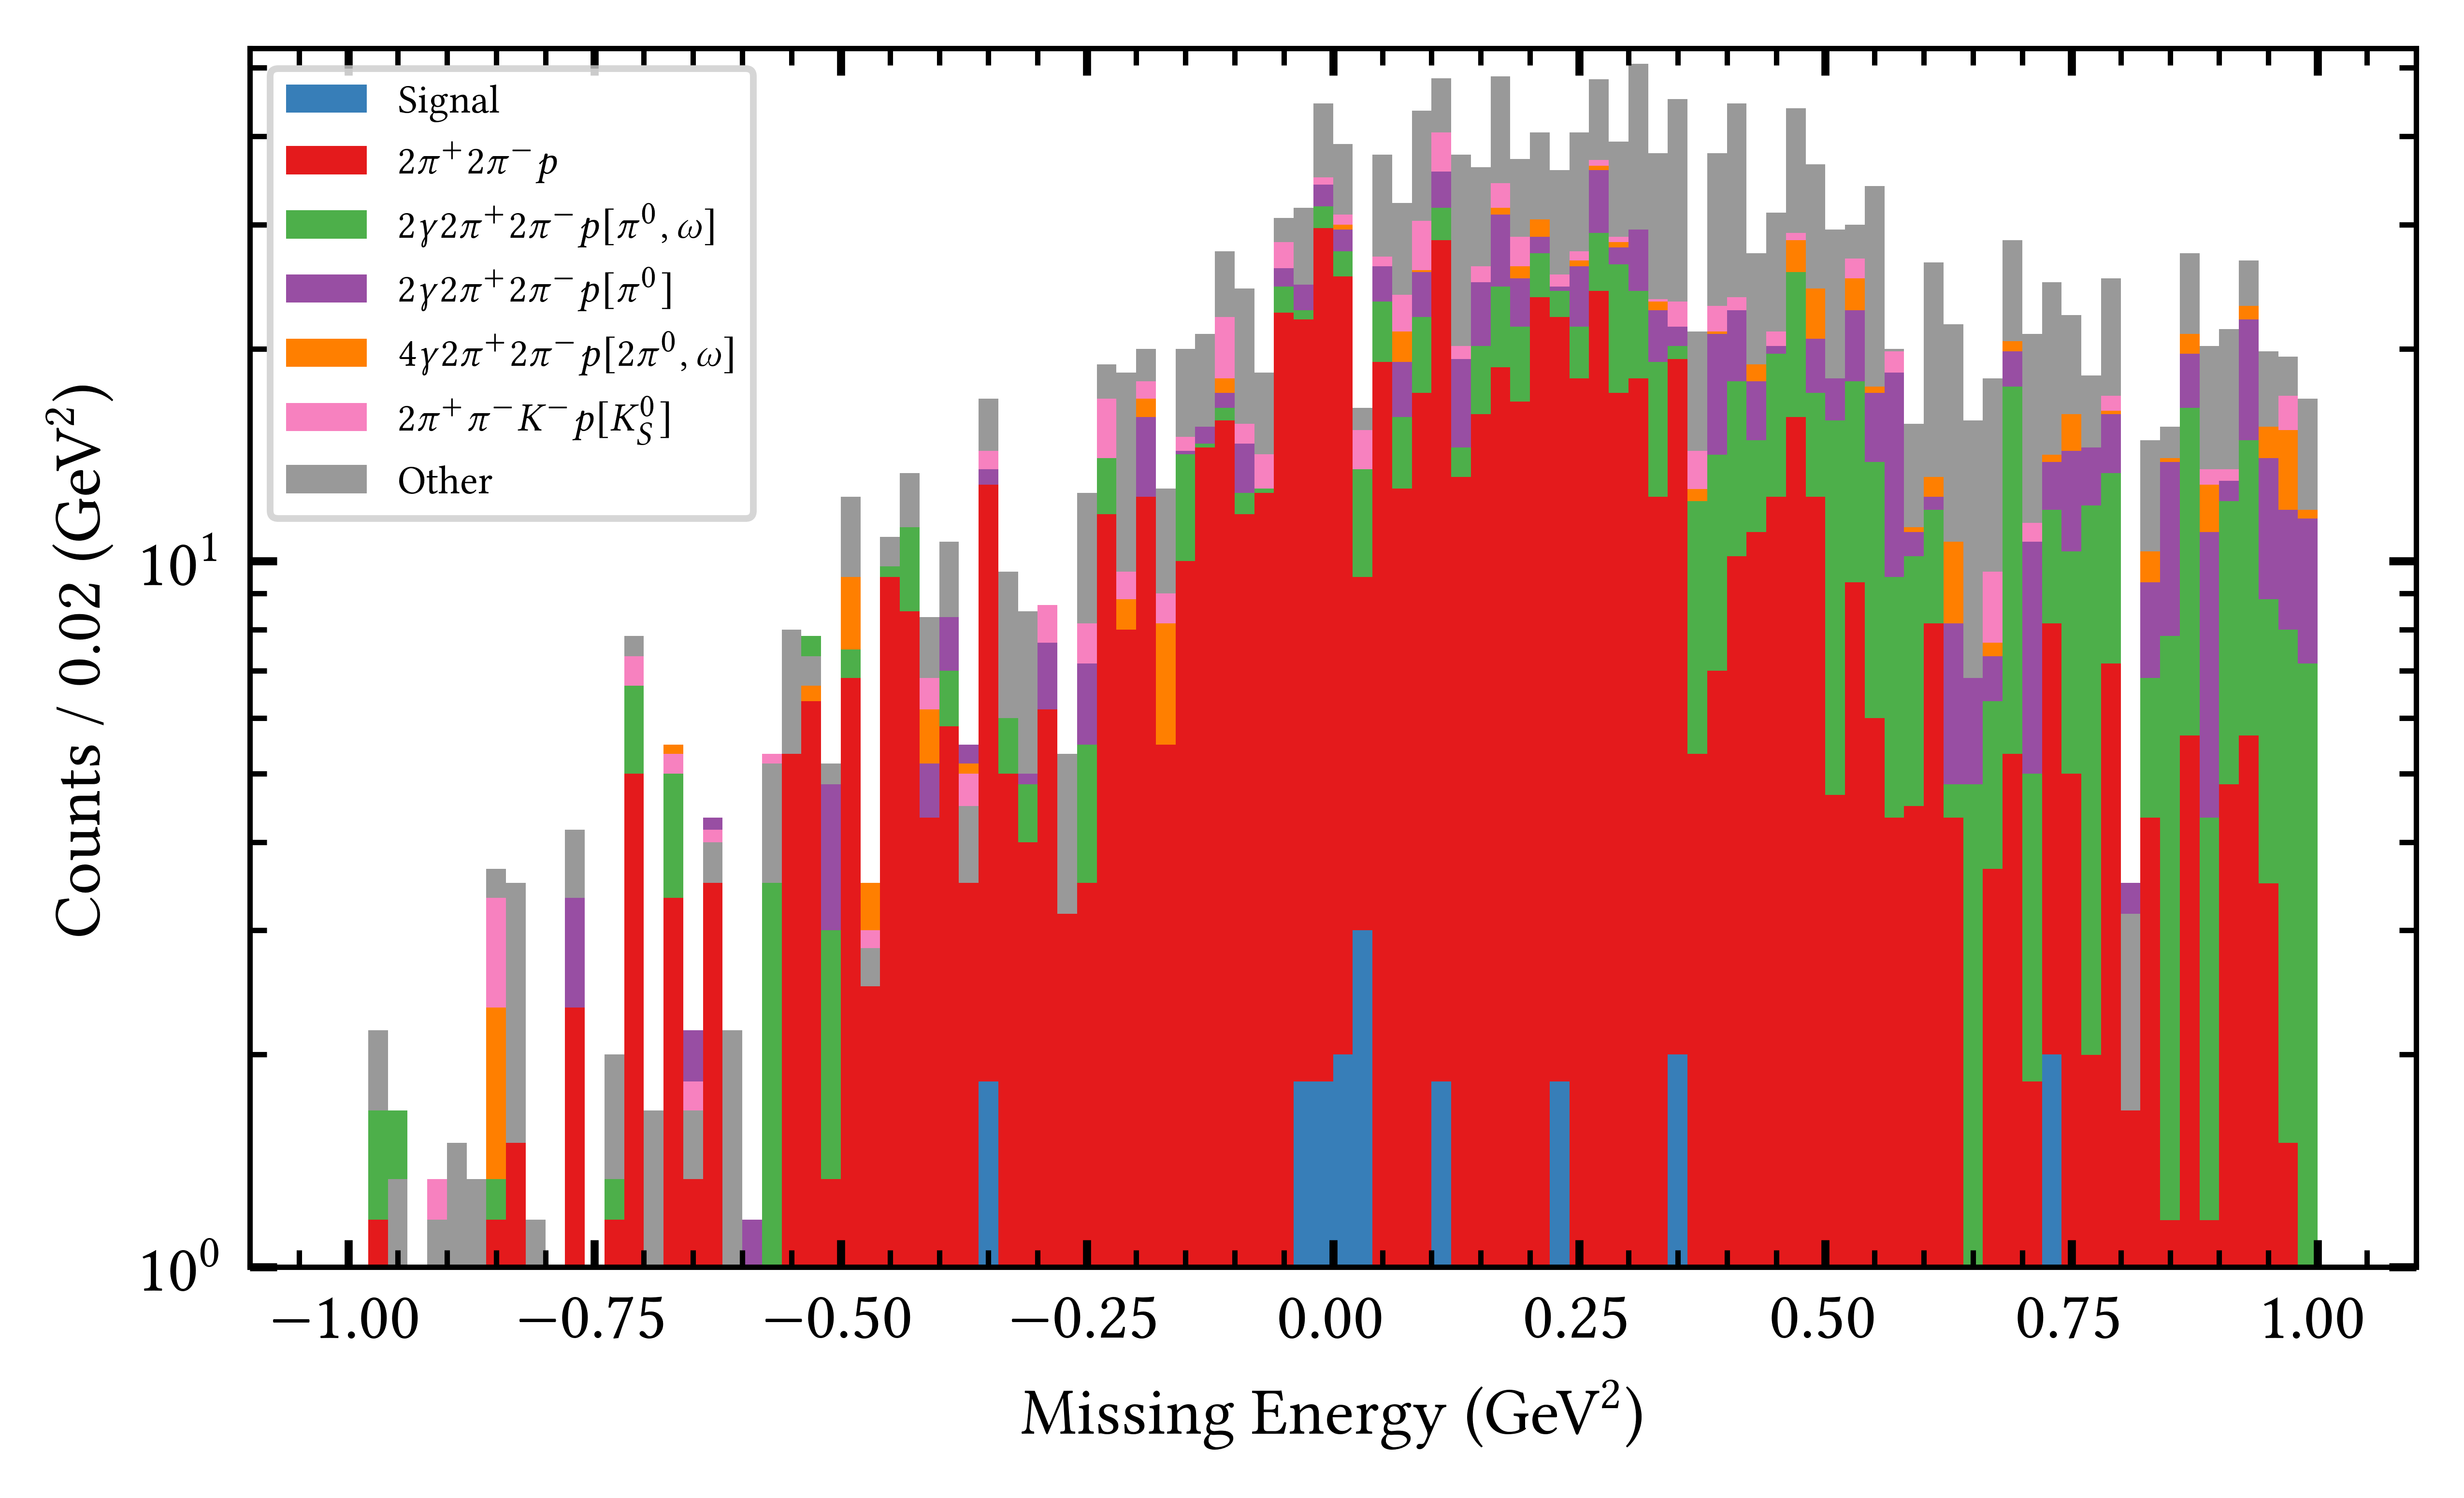 Signal
2π⁺2π⁻p
2γ2π⁺2π⁻p[π⁰, ω]
2γ2π⁺2π⁻p[π⁰]
4γ2π⁺2π⁻p[2π⁰, ω]
2π⁺π⁻K⁻p[K_S⁰]
Other
Counts / 0.02 (GeV²)
10¹
10⁰
−1.00 −0.75 −0.50 −0.25 0.00 0.25 0.50 0.75 1.00
Missing Energy (GeV²)